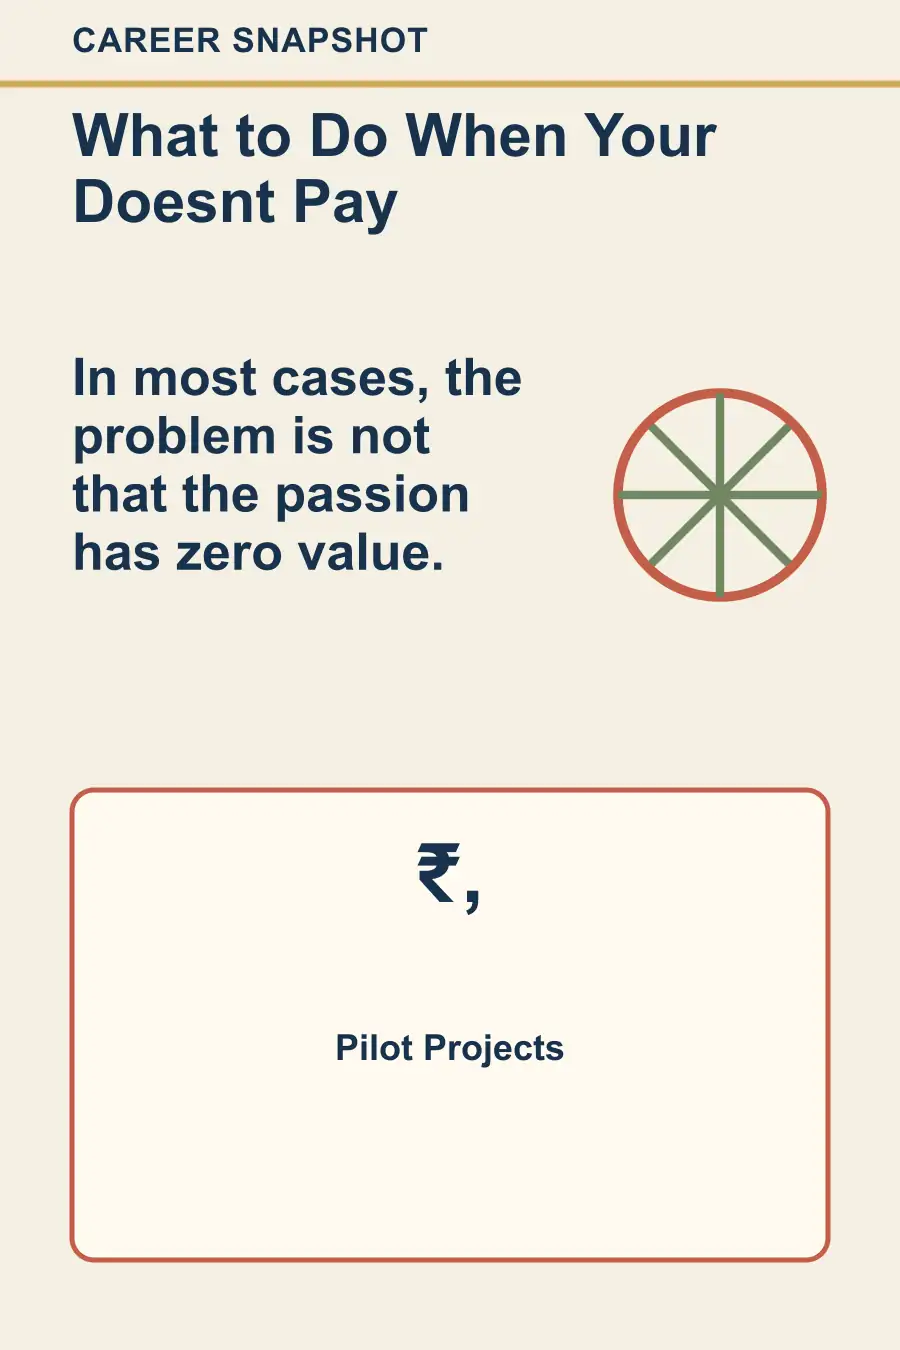 CAREER SNAPSHOT
What to Do When Your
Doesnt Pay
In most cases, the
problem is not
that the passion
has zero value.
₹,
Pilot Projects